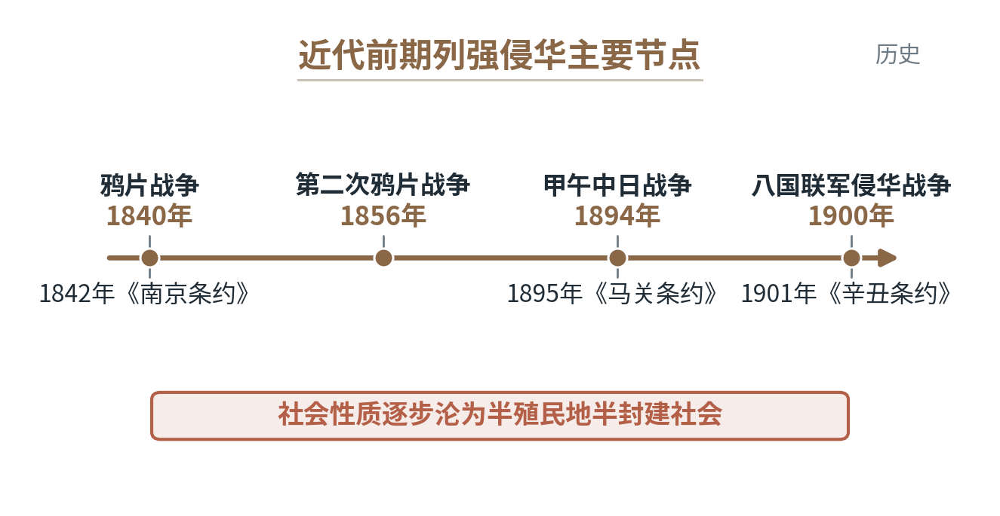 近代前期列强侵华主要节点
历史
鸦片战争
1840年
第二次鸦片战争
1856年
甲午中日战争
1894年
八国联军侵华战争
1900年
1842年《南京条约》
1895年《马关条约》
1901年《辛丑条约》
社会性质逐步沦为半殖民地半封建社会